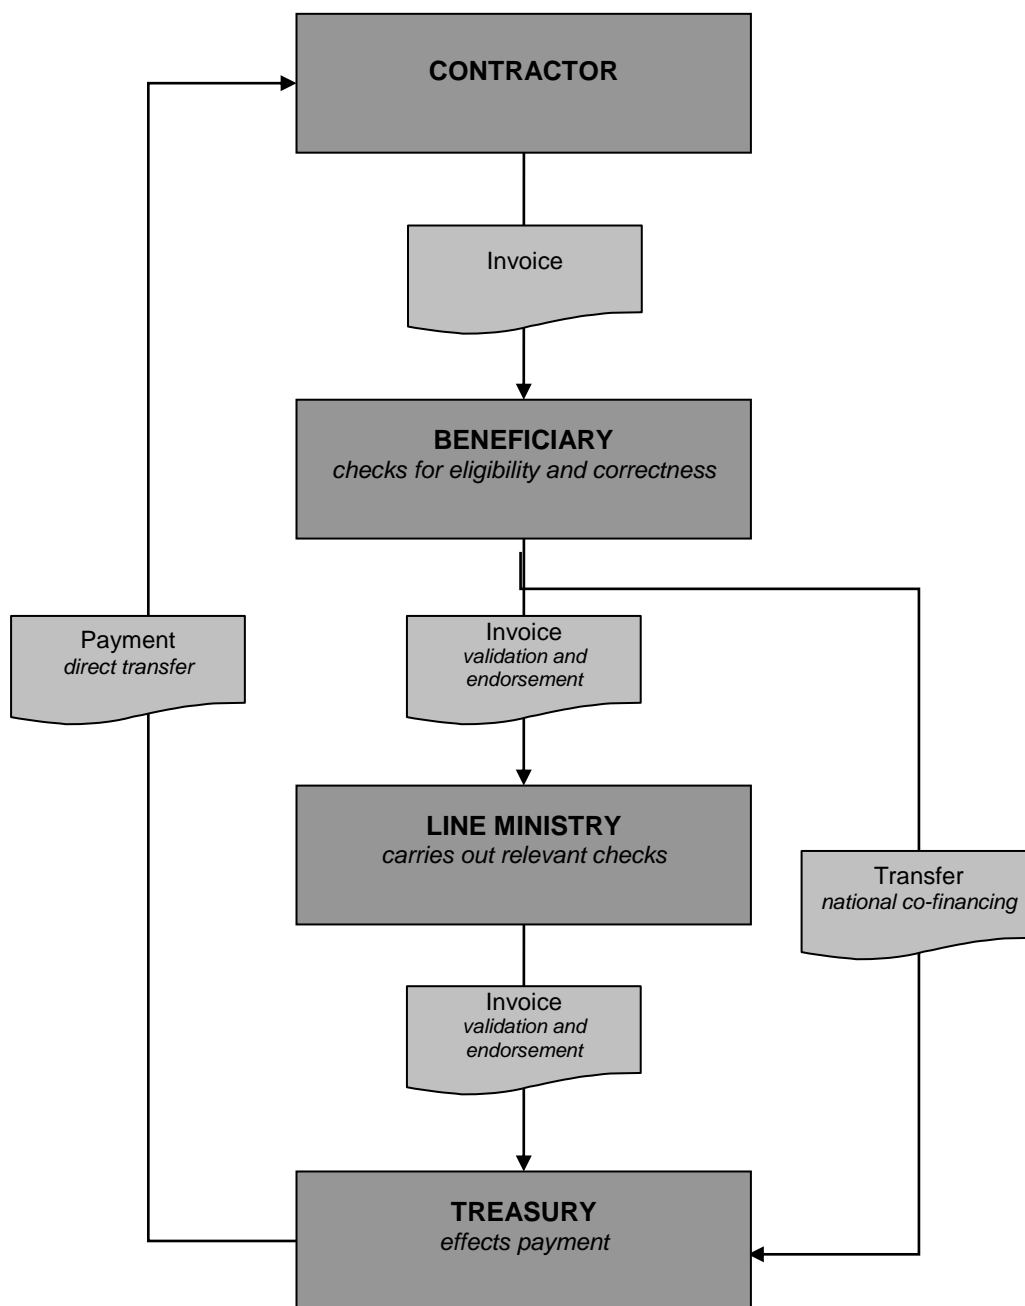 CONTRACTOR
Invoice
BENEFICIARY
checks for eligibility and correctness
Payment
direct transfer
Invoice
validation and
endorsement
LINE MINISTRY
carries out relevant checks
Transfer
national co-financing
Invoice
validation and
endorsement
TREASURY
effects payment